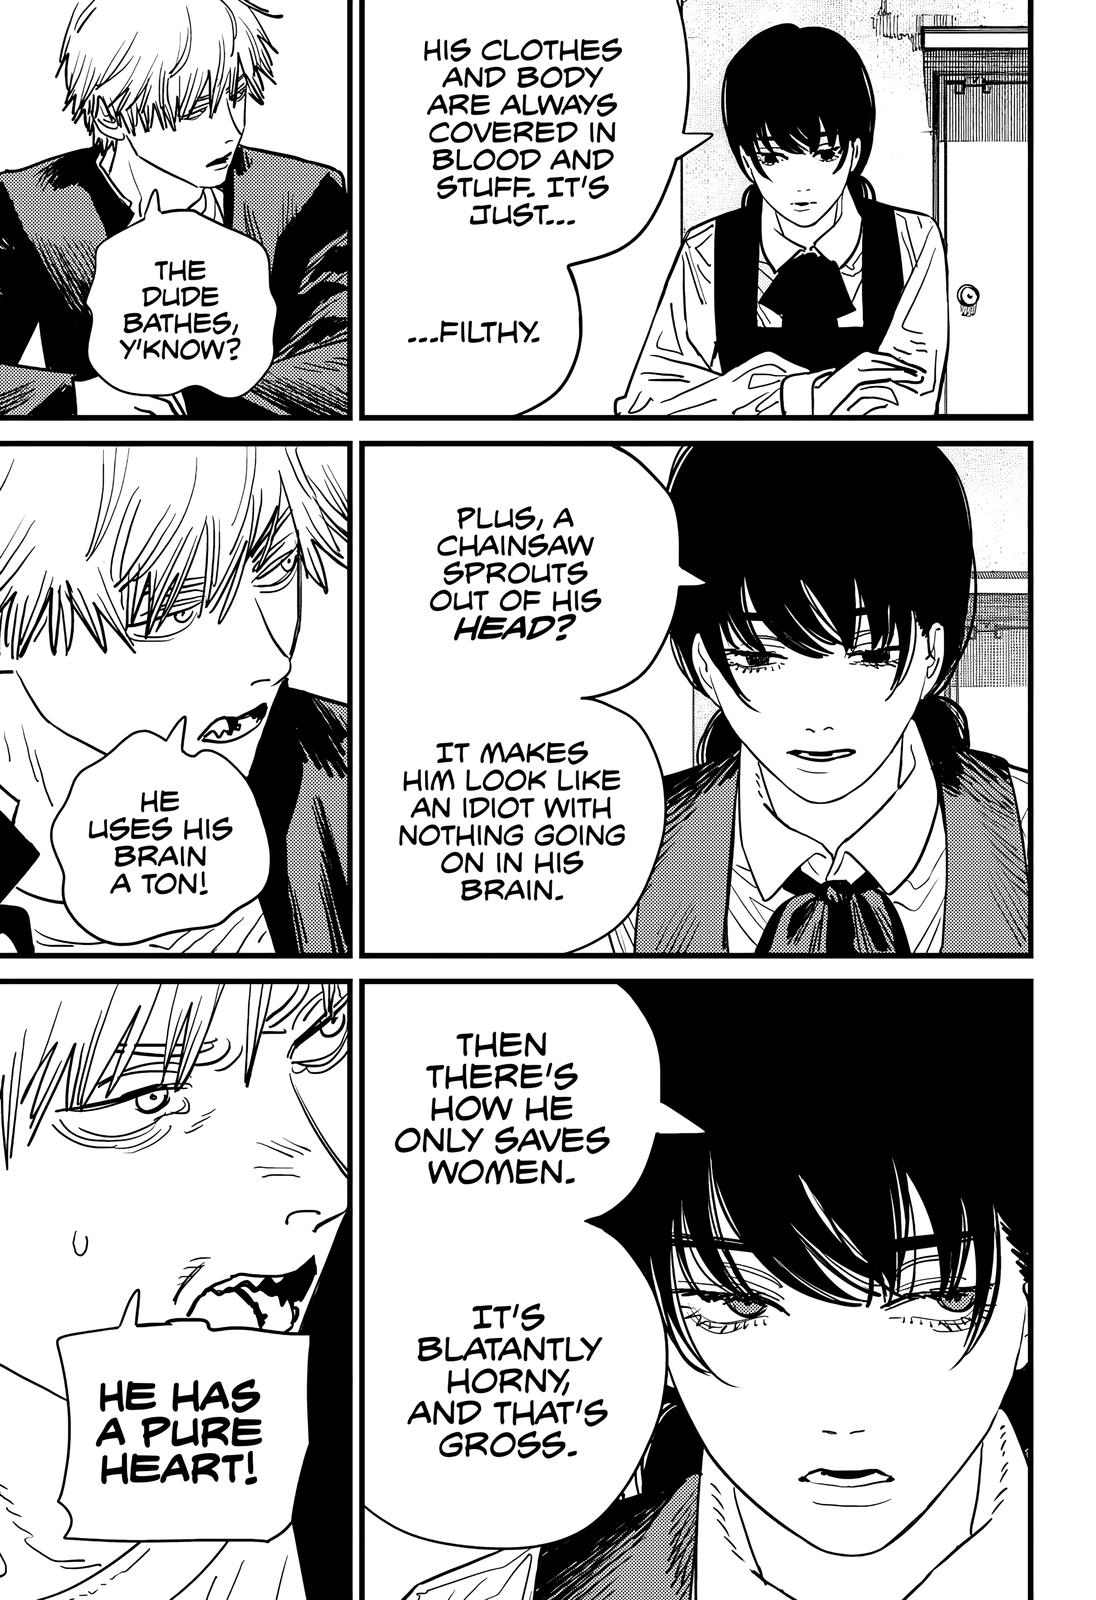 HIS CLOTHES
AND BODY
ARE ALWAYS
COVERED IN
BLOOD AND
STUFF. IT'S
JUST...
...FILTHY.
THE
DUDE
BATHES,
Y'KNOW?
PLUS, A
CHAINSAW
SPROUTS
OUT OF HIS
HEAD?
IT MAKES
HIM LOOK LIKE
AN IDIOT WITH
NOTHING GOING
ON IN HIS
BRAIN.
HE
USES HIS
BRAIN
A TON!
THEN
THERE'S
HOW HE
ONLY SAVES
WOMEN.
IT'S
BLATANTLY
HORNY,
AND THAT'S
GROSS.
HE HAS
A PURE
HEART!